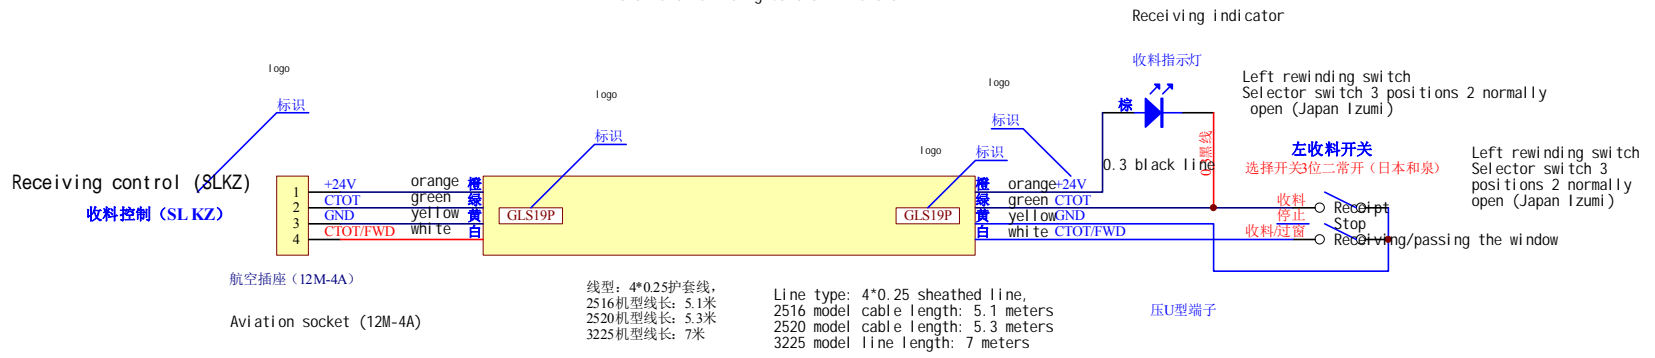 Receiving indicator
收料指示灯
logo
标识
logo
标识
logo
标识
logo
标识
棕
0.3 black line
Left rewinding switch
Selector switch 3 positions 2 normally
open (Japan Izumi)
左收料开关
选择开关3位二常开（日本和泉）
Left rewinding switch
Selector switch 3
positions 2 normally
open (Japan Izumi)
Receiving control (SLKZ)
收料控制（SLKZ）
1 +24V orange 橙
2 CTOT green 绿
3 GND yellow 黄
4 CTOT/FWD white 白
GLS19P
GLS19P
橙 orange +24V
绿 green CTOT
黄 yellow GND
白 white CTOT/FWD
收料 Receipt
停止 Stop
收料/过窗 Receiving/passing the window
航空插座（12M-4A）
Aviation socket (12M-4A)
线型：4*0.25护套线，
2516机型线长：5.1米
2520机型线长：5.3米
3225机型线长：7米
Line type: 4*0.25 sheathed line,
2516 model cable length: 5.1 meters
2520 model cable length: 5.3 meters
3225 model line length: 7 meters
压U型端子